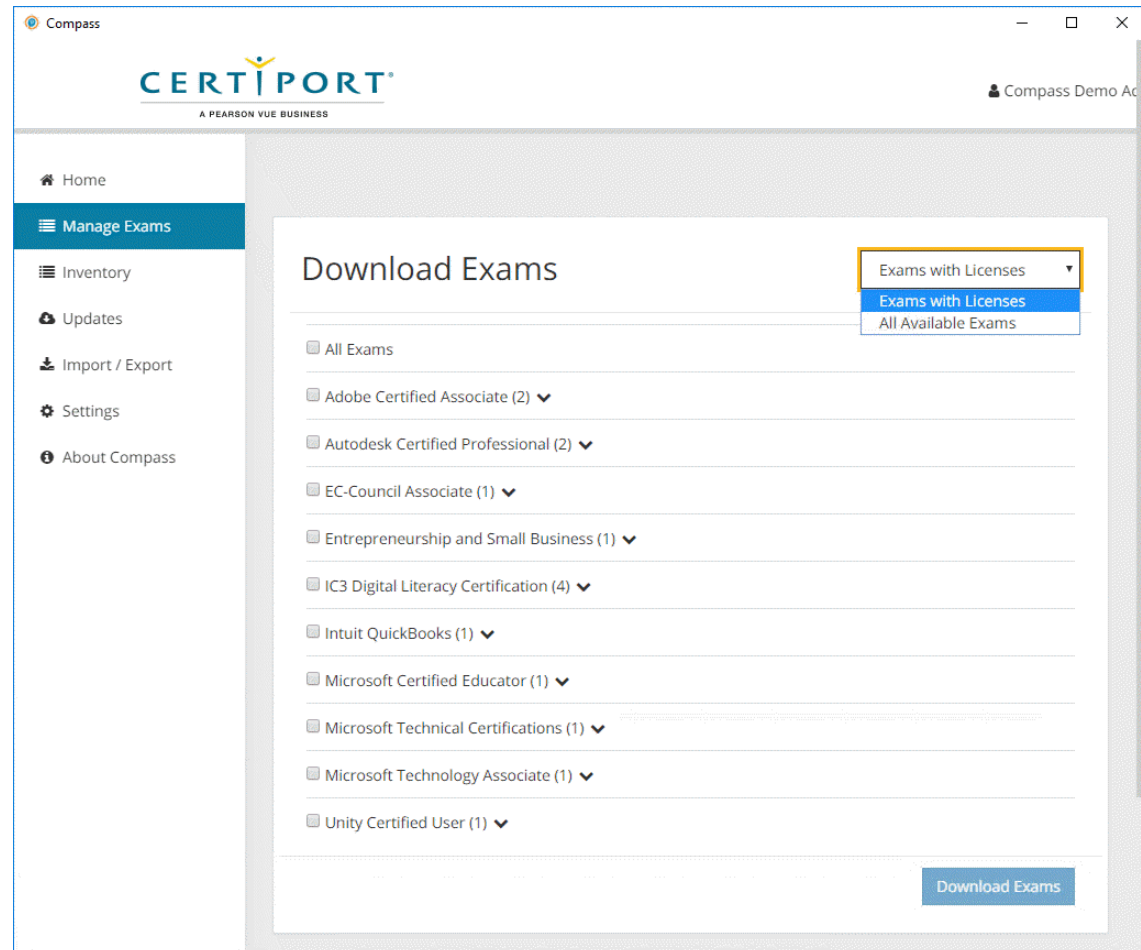 Compass
CERTIPORT
A PEARSON VUE BUSINESS
Compass Demo Ad
Home
Manage Exams
Inventory
Updates
Import / Export
Settings
About Compass
Download Exams
Exams with Licenses
Exams with Licenses
All Available Exams
All Exams
Adobe Certified Associate (2)
Autodesk Certified Professional (2)
EC-Council Associate (1)
Entrepreneurship and Small Business (1)
IC3 Digital Literacy Certification (4)
Intuit QuickBooks (1)
Microsoft Certified Educator (1)
Microsoft Technical Certifications (1)
Microsoft Technology Associate (1)
Unity Certified User (1)
Download Exams